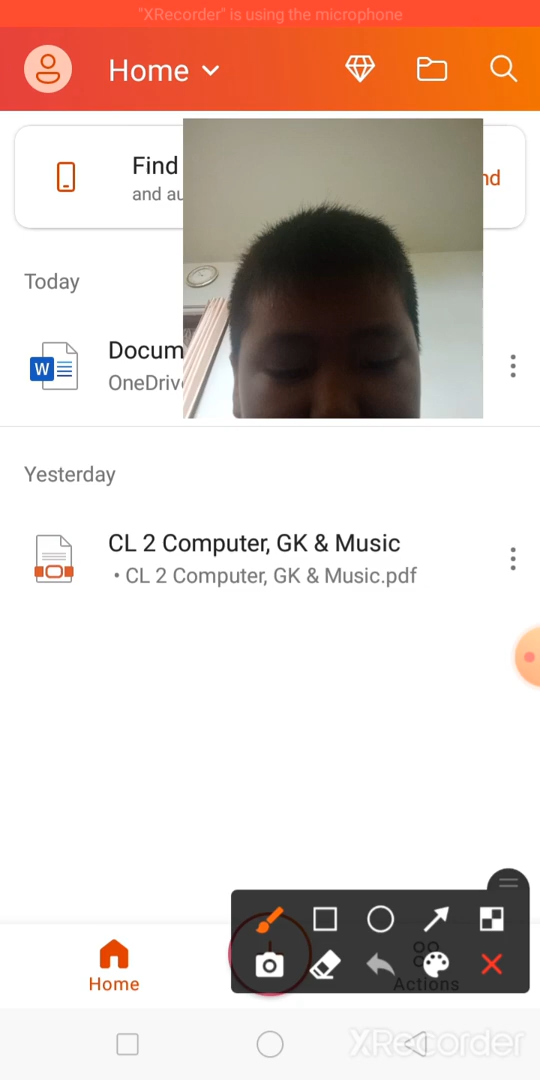 "XRecorder" is using the microphone
Home
Find
and au
nd
Today
Docum
OneDriv
W
Yesterday
CL 2 Computer, GK & Music
• CL 2 Computer, GK & Music.pdf
Home
Actions
XRecorder